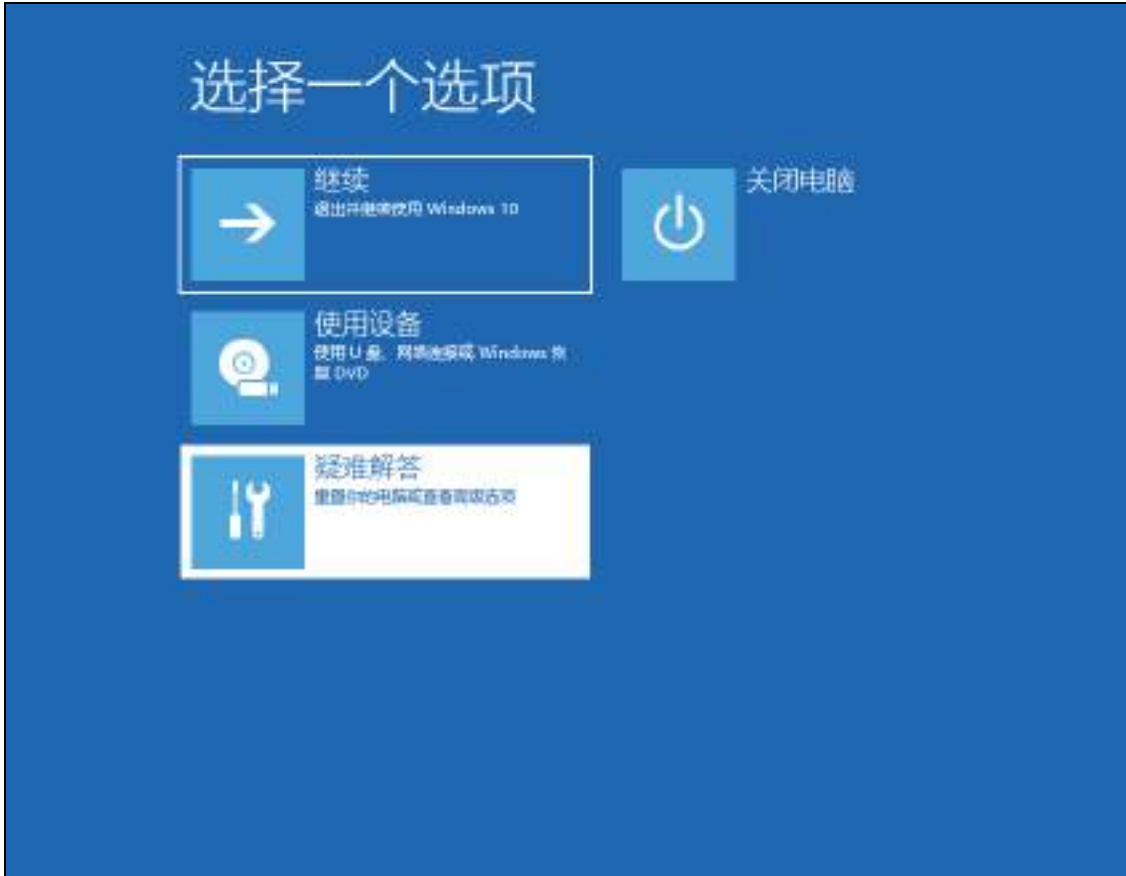 选择一个选项
继续
退出并继续使用 Windows 10
关闭电脑
使用设备
使用 U 盘、网络连接或 Windows 恢
复 DVD
疑难解答
重置你的电脑或查看高级选项